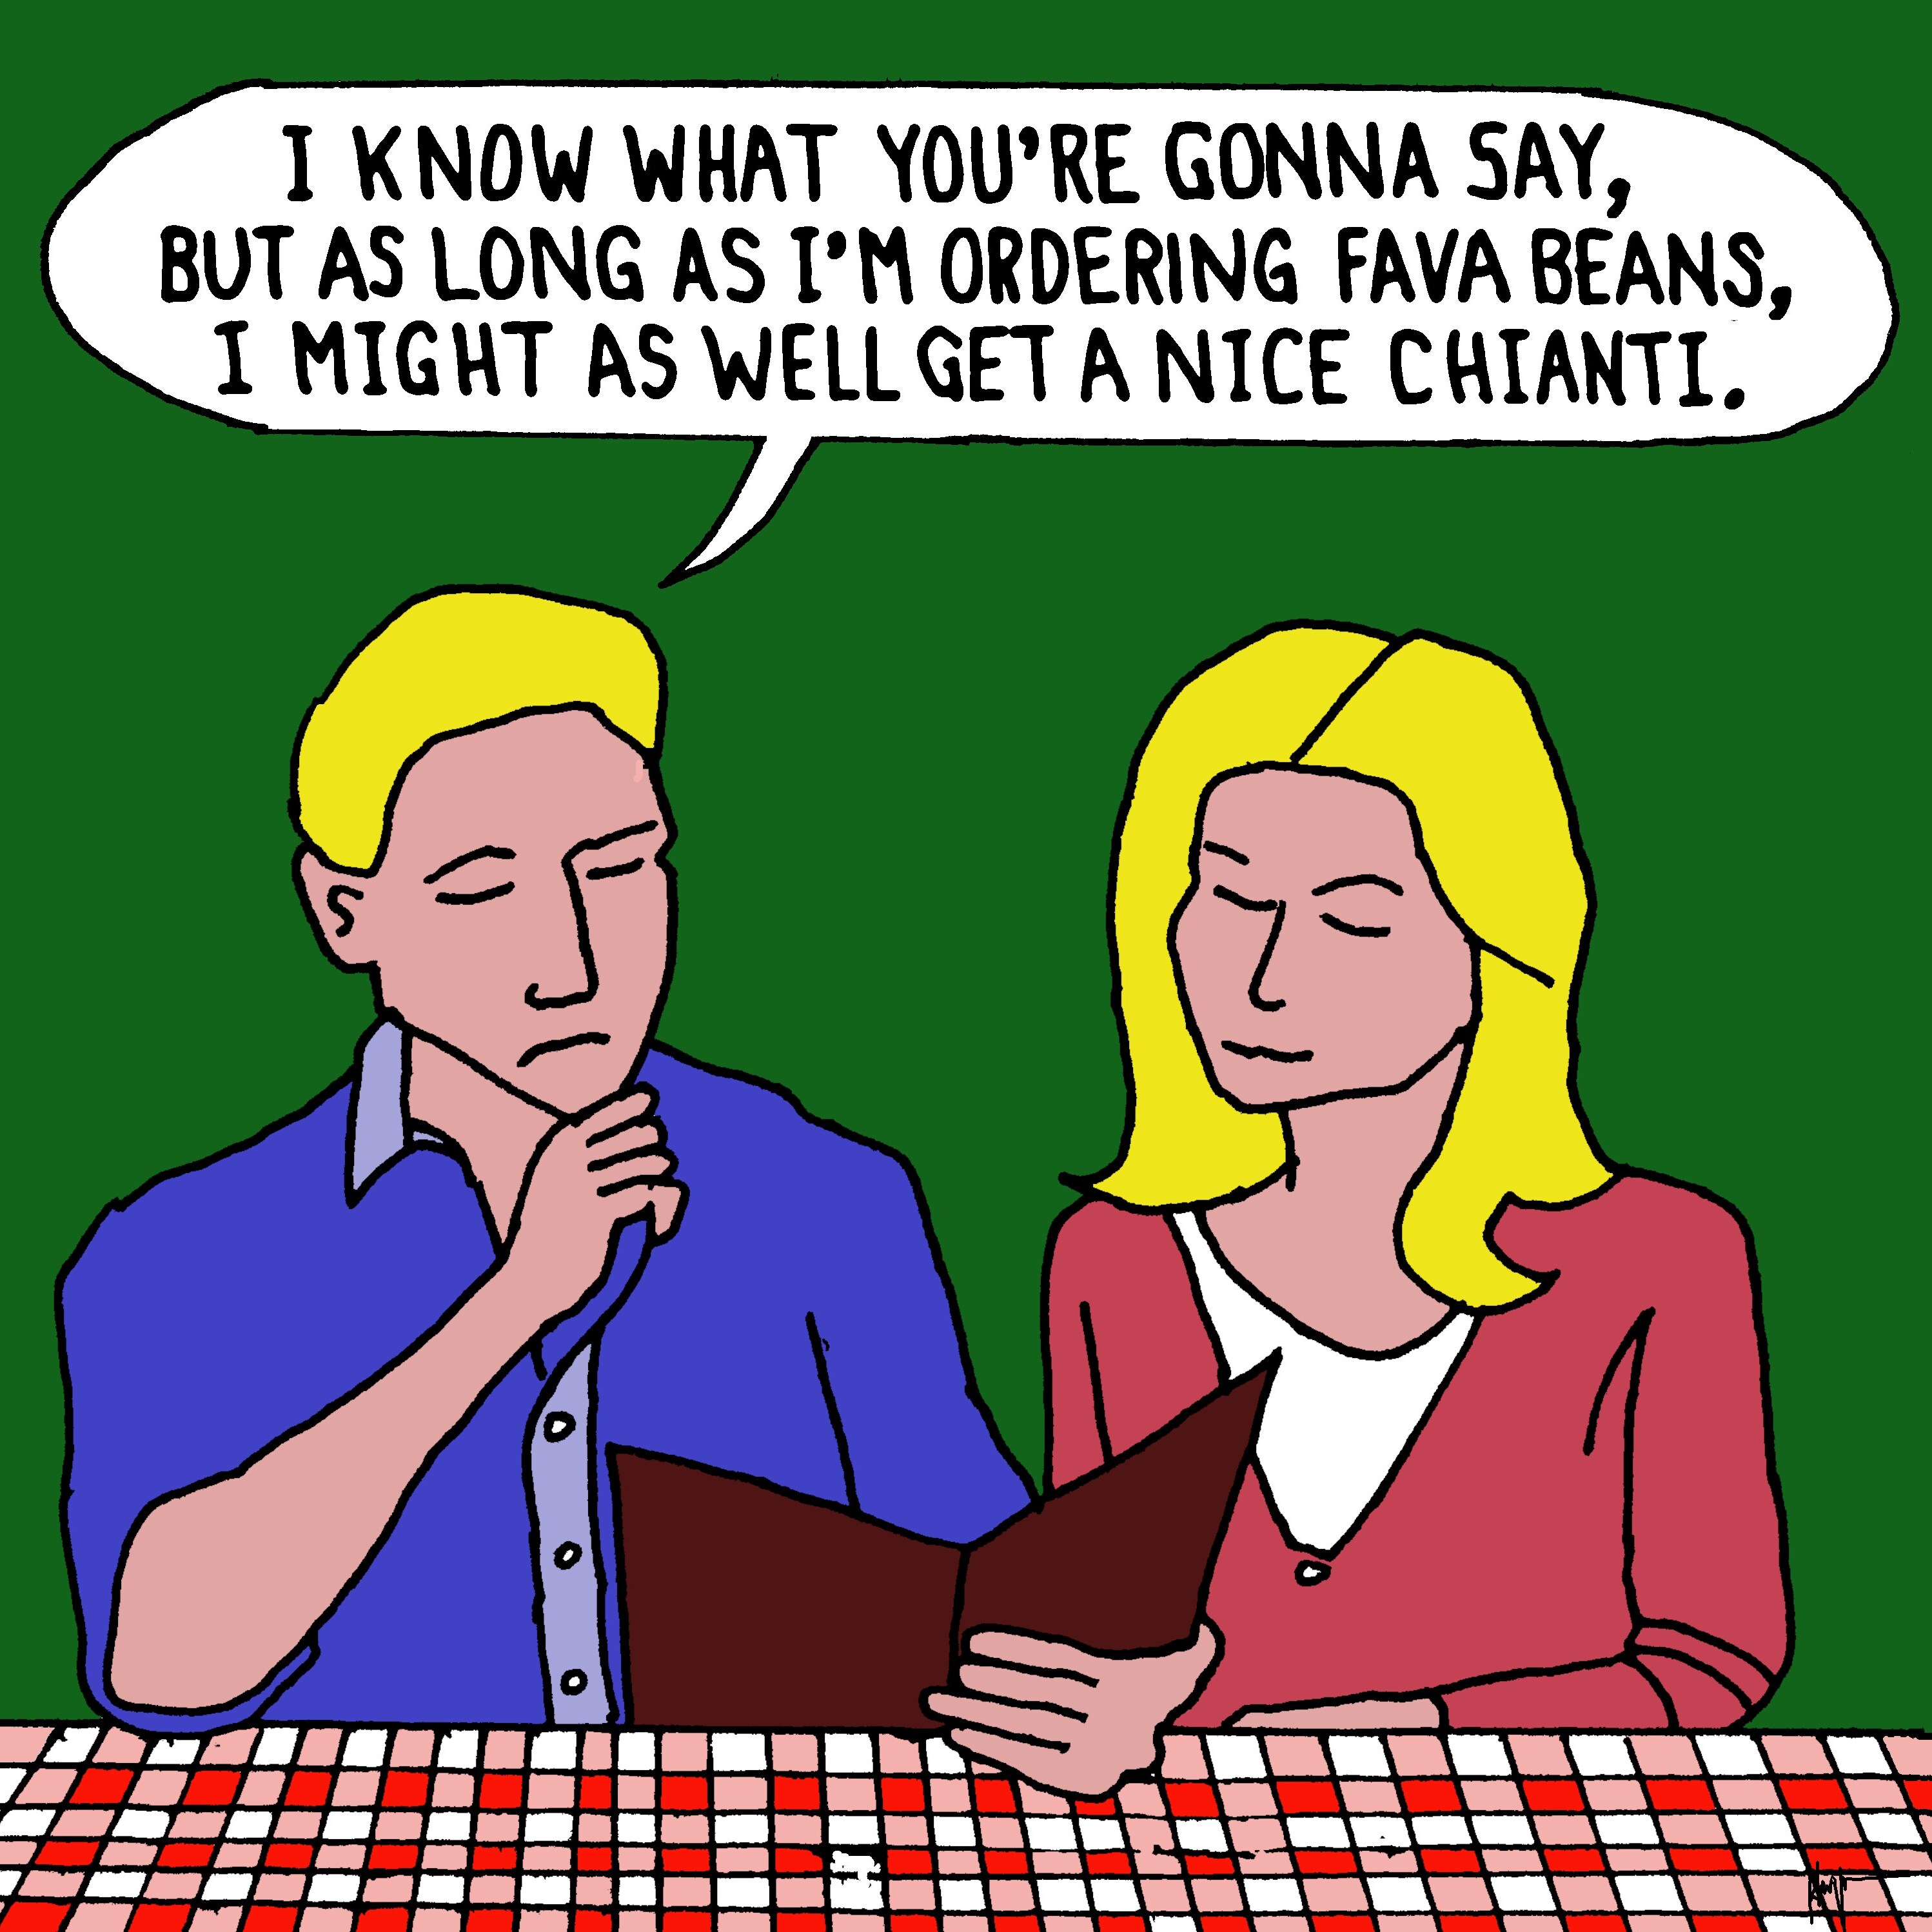 I KNOW WHAT YOU'RE GONNA SAY,
BUT AS LONG AS I'M ORDERING FAVA BEANS,
I MIGHT AS WELL GET A NICE CHIANTI.